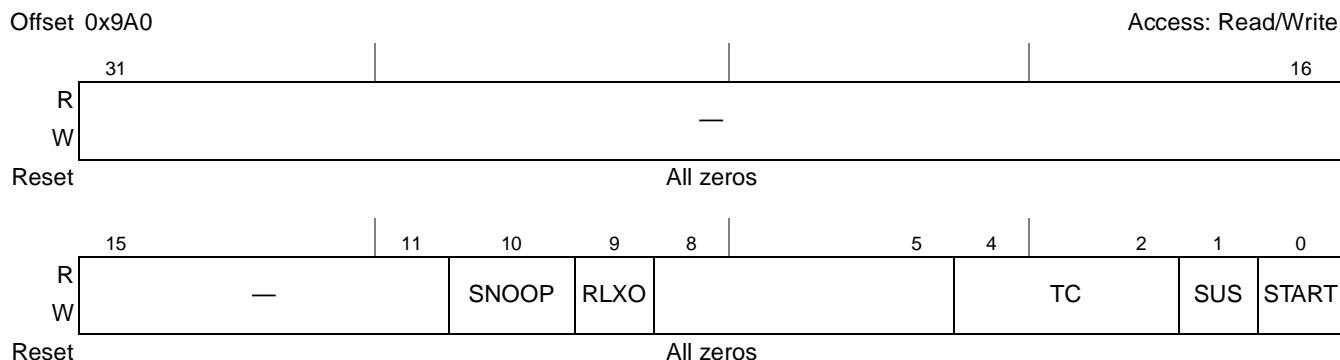 Offset 0x9A0 Access: Read/Write
31 16
R
—
W
Reset All zeros
15 11 10 9 8 5 4 2 1 0
R
— SNOOP RLXO TC SUS START
W
Reset All zeros